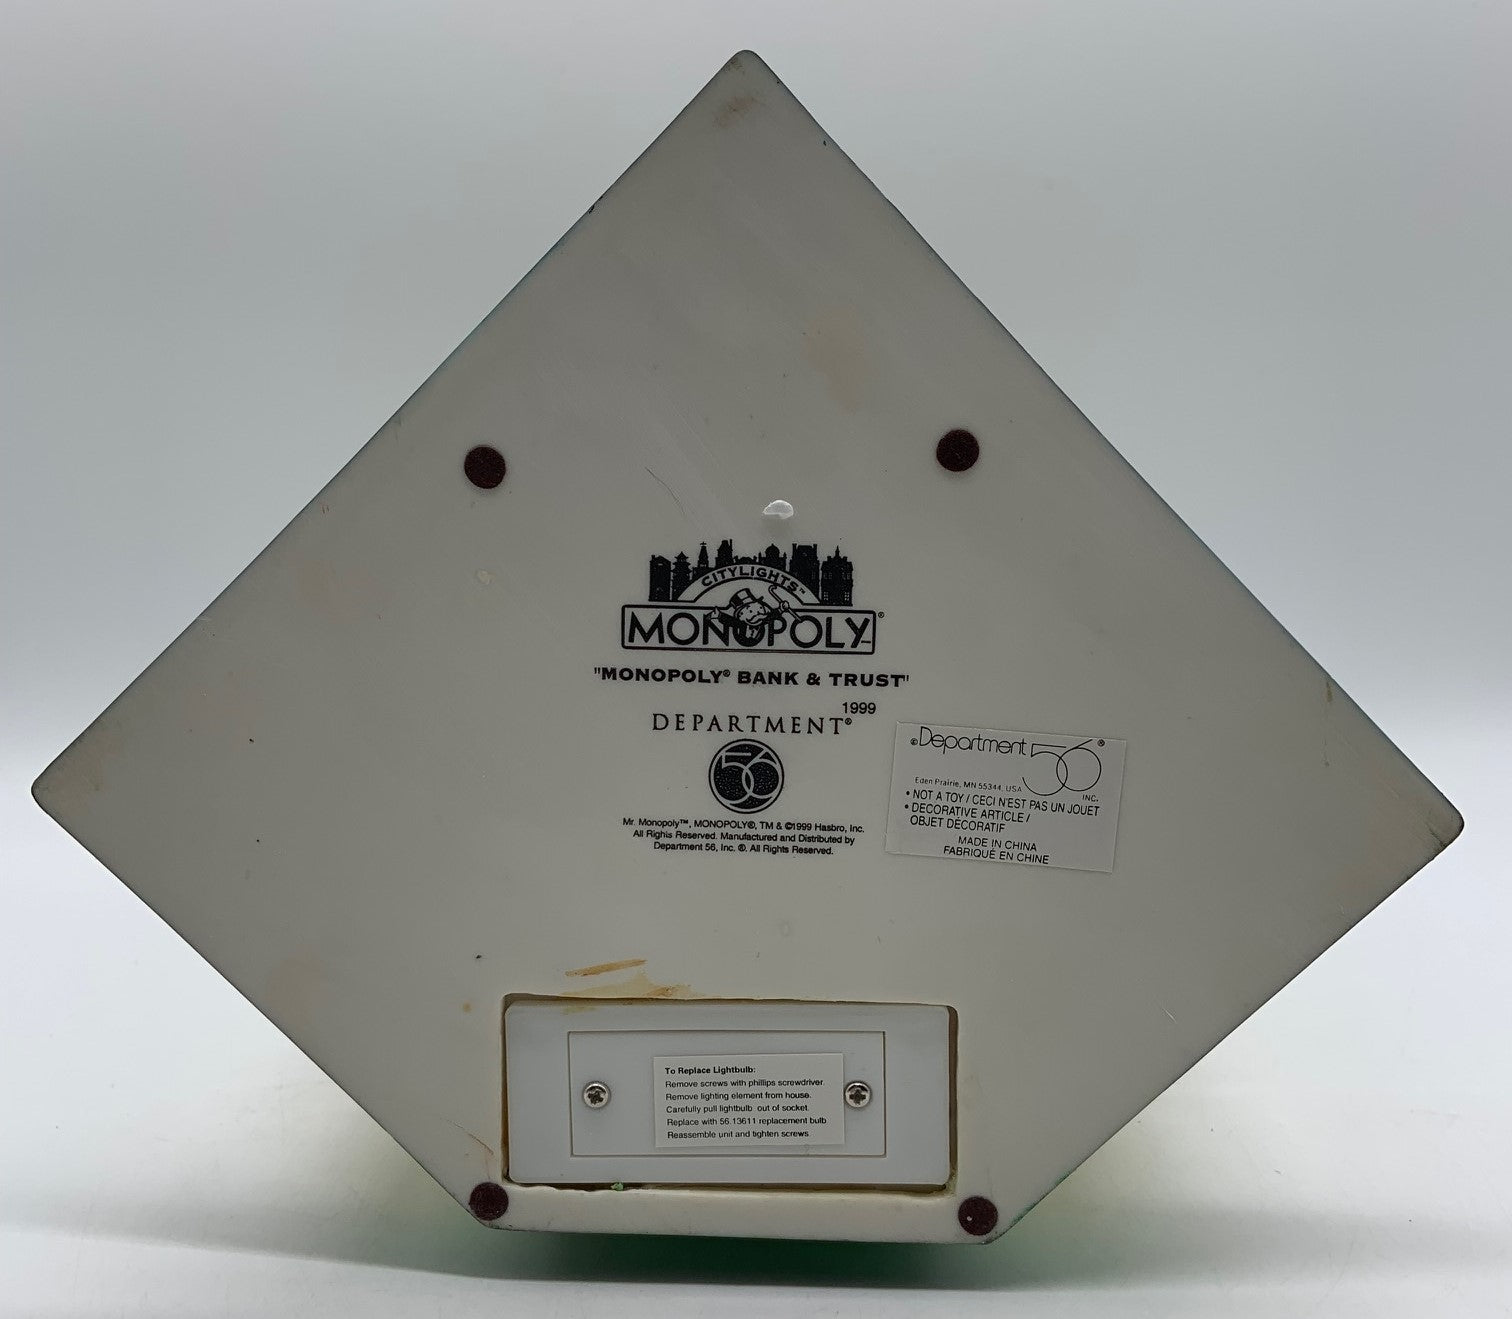 CITYLIGHTS™
MONOPOLY®
"MONOPOLY® BANK & TRUST"
1999
DEPARTMENT®
56
Mr. Monopoly™, MONOPOLY®, TM & ©1999 Hasbro, Inc.
All Rights Reserved. Manufactured and Distributed by
Department 56, Inc. ®. All Rights Reserved.
©Department 56®
Eden Prairie, MN 55344, USA INC.
• NOT A TOY / CECI N'EST PAS UN JOUET
• DECORATIVE ARTICLE /
OBJET DÉCORATIF
MADE IN CHINA
FABRIQUÉ EN CHINE
To Replace Lightbulb:
Remove screws with phillips screwdriver.
Remove lighting element from house.
Carefully pull lightbulb out of socket.
Replace with 56.13611 replacement bulb
Reassemble unit and tighten screws.